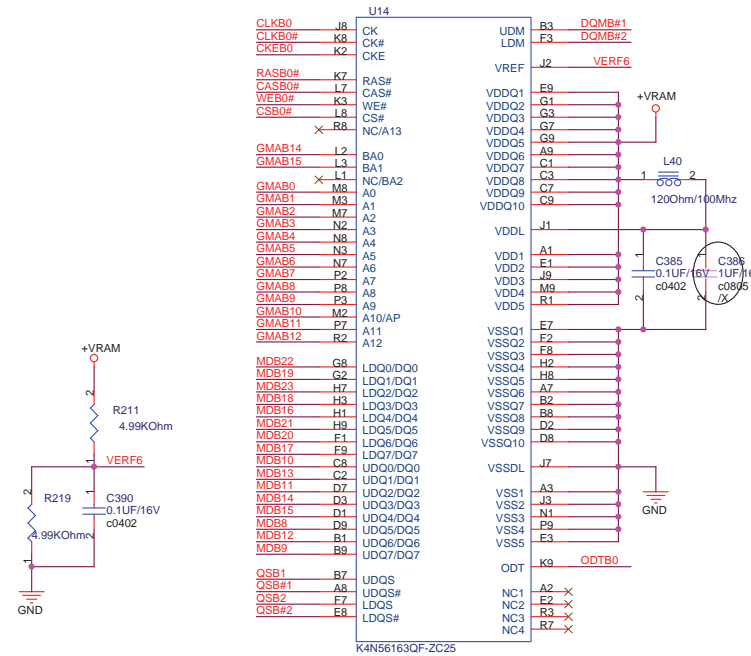 U14
CLKB0 J8 CK UDM B3 DQMB#1
CLKB0# K8 CK# LDM F3 DQMB#2
CKEB0 K2 CKE
VREF J2 VERF6
RASB0# K7 RAS#
CASB0# L7 CAS# VDDQ1 E9
WEB0# K3 WE# VDDQ2 G1
CSB0# L8 CS# VDDQ3 G3
R8 NC/A13 VDDQ4 G7
VDDQ5 G9
+VRAM
GMAB14 L2 BA0 VDDQ6 A9
GMAB15 L3 BA1 VDDQ7 C1
L1 NC/BA2 VDDQ8 C3
GMAB0 M8 A0 VDDQ9 C7
GMAB1 M3 A1 VDDQ10 C9
1 L40 2
120Ohm/100Mhz
GMAB2 M7 A2
GMAB3 N2 A3 VDDL J1
GMAB4 N8 A4
GMAB5 N3 A5 VDD1 A1
GMAB6 N7 A6 VDD2 E1
GMAB7 P2 A7 VDD3 J9
GMAB8 P8 A8 VDD4 M9
GMAB9 P3 A9 VDD5 R1
1 C385
0.1UF/16V
c0402
2
1 C386
1UF/16
c0805
/X
2
GMAB10 M2 A10/AP
GMAB11 P7 A11 VSSQ1 E7
GMAB12 R2 A12 VSSQ2 F2
VSSQ3 F8
MDB22 G8 LDQ0/DQ0 VSSQ4 H2
MDB19 G2 LDQ1/DQ1 VSSQ5 H8
MDB23 H7 LDQ2/DQ2 VSSQ6 A7
MDB18 H3 LDQ3/DQ3 VSSQ7 B2
MDB16 H1 LDQ4/DQ4 VSSQ8 B8
MDB21 H9 LDQ5/DQ5 VSSQ9 D2
MDB20 F1 LDQ6/DQ6 VSSQ10 D8
MDB17 F9 LDQ7/DQ7
MDB10 C8 UDQ0/DQ0 VSSDL J7
MDB13 C2 UDQ1/DQ1
MDB11 D7 UDQ2/DQ2 VSS1 A3
MDB14 D3 UDQ3/DQ3 VSS2 J3
MDB15 D1 UDQ4/DQ4 VSS3 N1
MDB8 D9 UDQ5/DQ5 VSS4 P9
MDB12 B1 UDQ6/DQ6 VSS5 E3
MDB9 B9 UDQ7/DQ7
GND
ODT K9 ODTB0
QSB1 B7 UDQS
QSB#1 A8 UDQS# NC1 A2
QSB2 F7 LDQS NC2 E2
QSB#2 E8 LDQS# NC3 R3
NC4 R7
K4N56163QF-ZC25
+VRAM
2
R211
4.99KOhm
1
VERF6
2
R219
4.99KOhm
1
1
C390
0.1UF/16V
c0402
2
GND